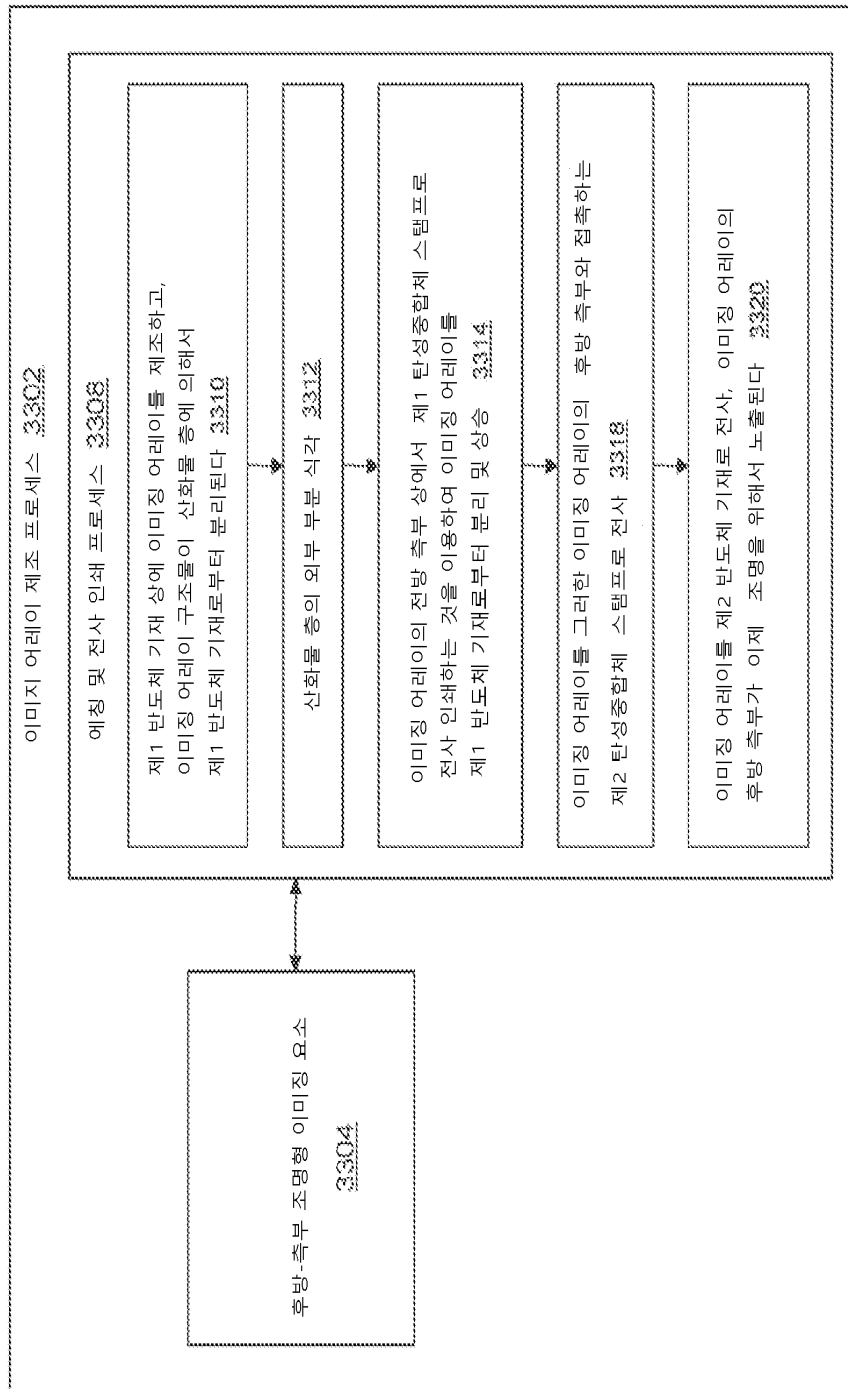 이미지 어레이 제조 프로세스 3302
에칭 및 전사 인쇄 프로세스 3308
제1 반도체 기재 상에 이미징 어레이를 제조하고,
이미징 어레이 구조물이 산화물 층에 의해서
제1 반도체 기재로부터 분리된다 3310
산화물 층의 외부 부분 식각 3312
이미징 어레이의 전방 측부 상에서 제1 탄성중합체 스탬프로
전사 인쇄하는 것을 이용하여 이미징 어레이를
제1 반도체 기재로부터 분리 및 상승 3314
이미징 어레이를 그러한 이미징 어레이의 후방 측부와 접촉하는
제2 탄성중합체 스탬프로 전사 3318
이미징 어레이를 제2 반도체 기재로 전사, 이미징 어레이의
후방 측부가 이제 조명을 위해서 노출된다 3320
후방-측부 조명형 이미징 요소
3304